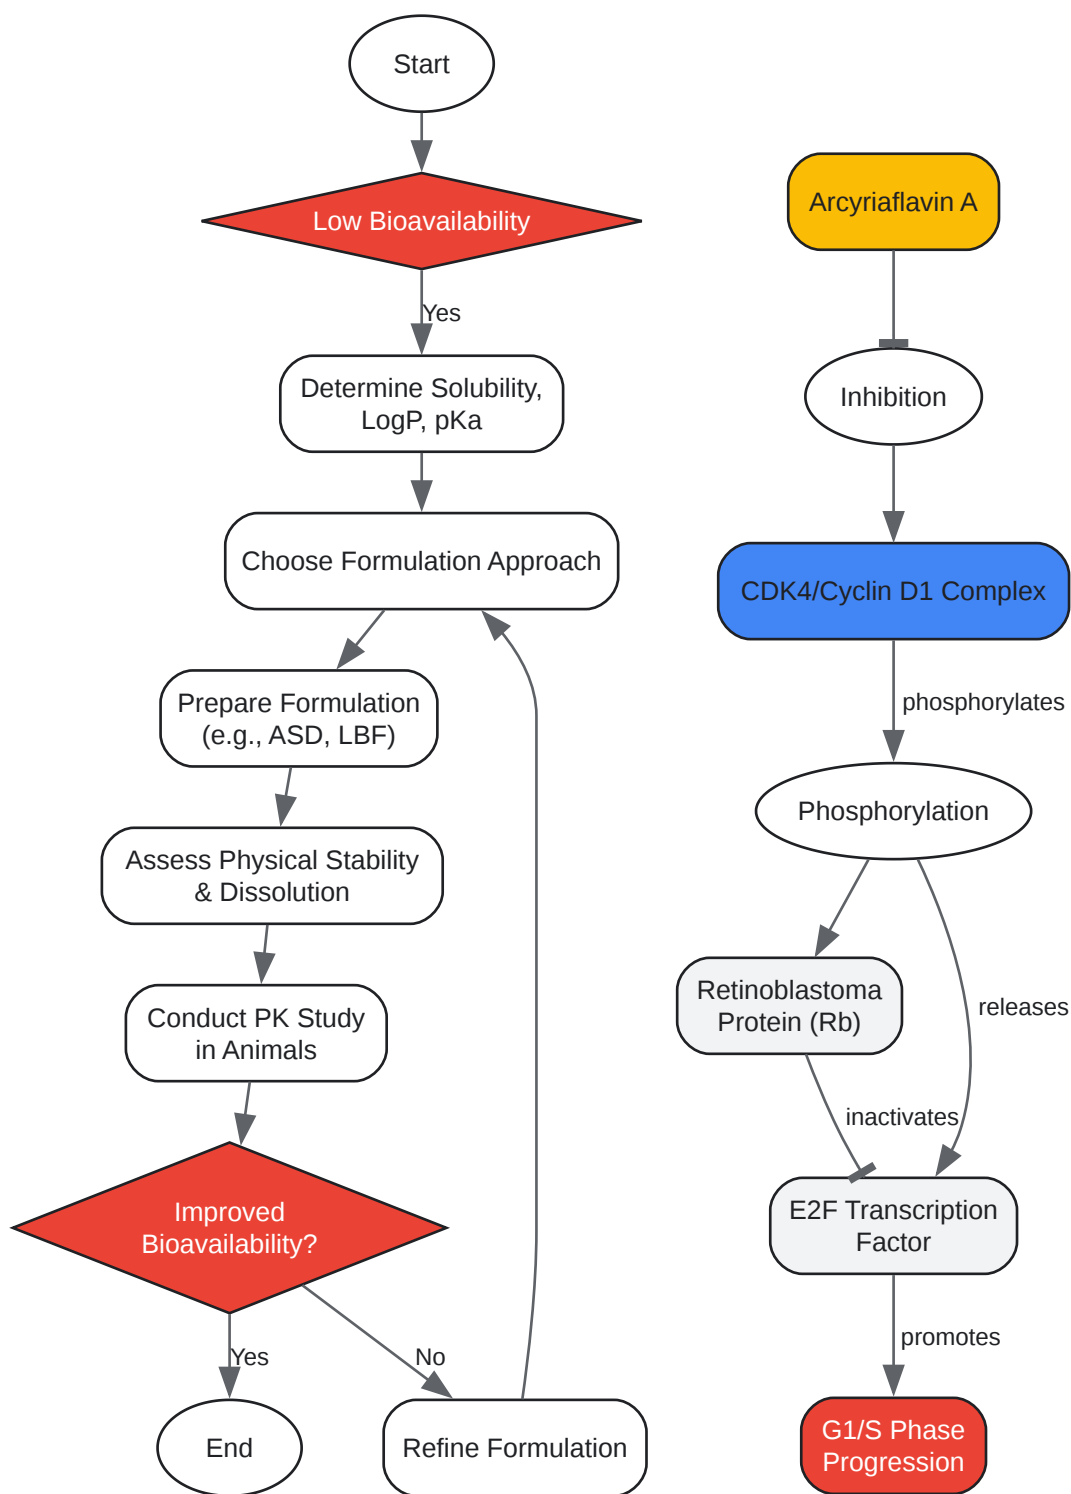 Start
Low Bioavailability
Yes
Determine Solubility,
LogP, pKa
Choose Formulation Approach
Prepare Formulation
(e.g., ASD, LBF)
Assess Physical Stability
& Dissolution
Conduct PK Study
in Animals
Improved
Bioavailability?
Yes
No
End
Refine Formulation
Arcyriaflavin A
Inhibition
CDK4/Cyclin D1 Complex
phosphorylates
Phosphorylation
Retinoblastoma
Protein (Rb)
releases
inactivates
E2F Transcription
Factor
promotes
G1/S Phase
Progression